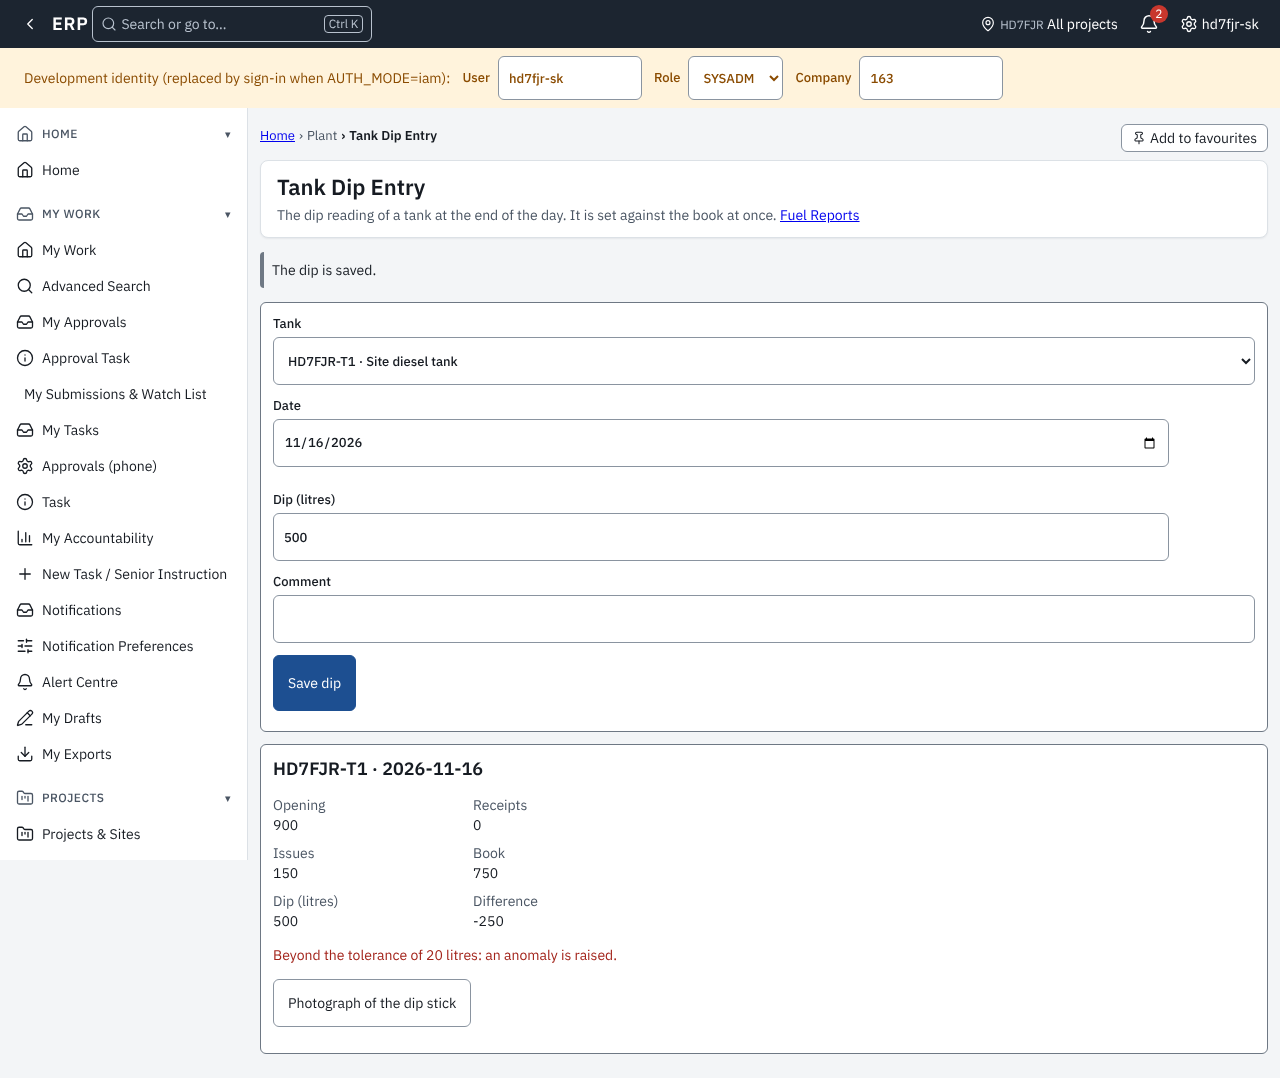 ERP
Search or go to...
Ctrl K
HD7FJR All projects
2
hd7fjr-sk
Development identity (replaced by sign-in when AUTH_MODE=iam):
User
hd7fjr-sk
Role
SYSADM
Company
163
HOME
Home
MY WORK
My Work
Advanced Search
My Approvals
Approval Task
My Submissions & Watch List
My Tasks
Approvals (phone)
Task
My Accountability
New Task / Senior Instruction
Notifications
Notification Preferences
Alert Centre
My Drafts
My Exports
PROJECTS
Projects & Sites
Home › Plant › Tank Dip Entry
Add to favourites
Tank Dip Entry
The dip reading of a tank at the end of the day. It is set against the book at once. Fuel Reports
The dip is saved.
Tank
HD7FJR-T1 · Site diesel tank
Date
11/16/2026
Dip (litres)
500
Comment
Save dip
HD7FJR-T1 · 2026-11-16
Opening
900
Receipts
0
Issues
150
Book
750
Dip (litres)
500
Difference
-250
Beyond the tolerance of 20 litres: an anomaly is raised.
Photograph of the dip stick